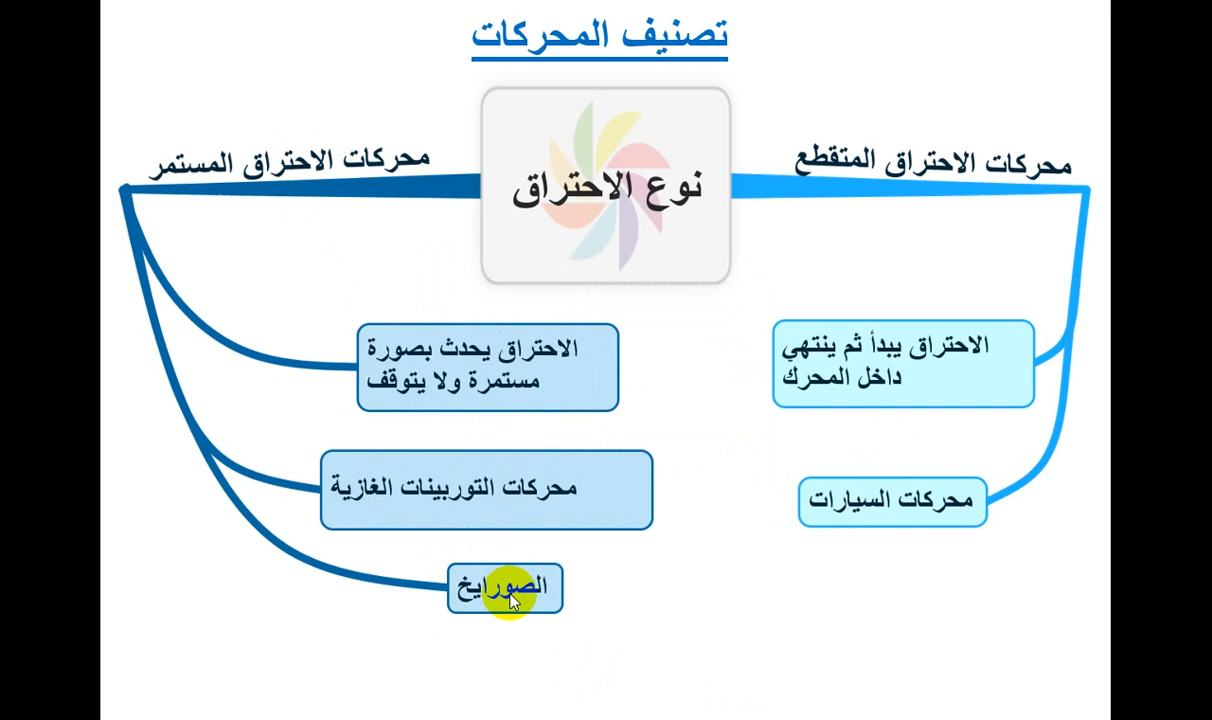 تصنيف المحركات
نوع الاحتراق
محركات الاحتراق المتقطع
الاحتراق يبدأ ثم ينتهي
داخل المحرك
محركات السيارات
محركات الاحتراق المستمر
الاحتراق يحدث بصورة
مستمرة ولا يتوقف
محركات التوربينات الغازية
الصورايخ